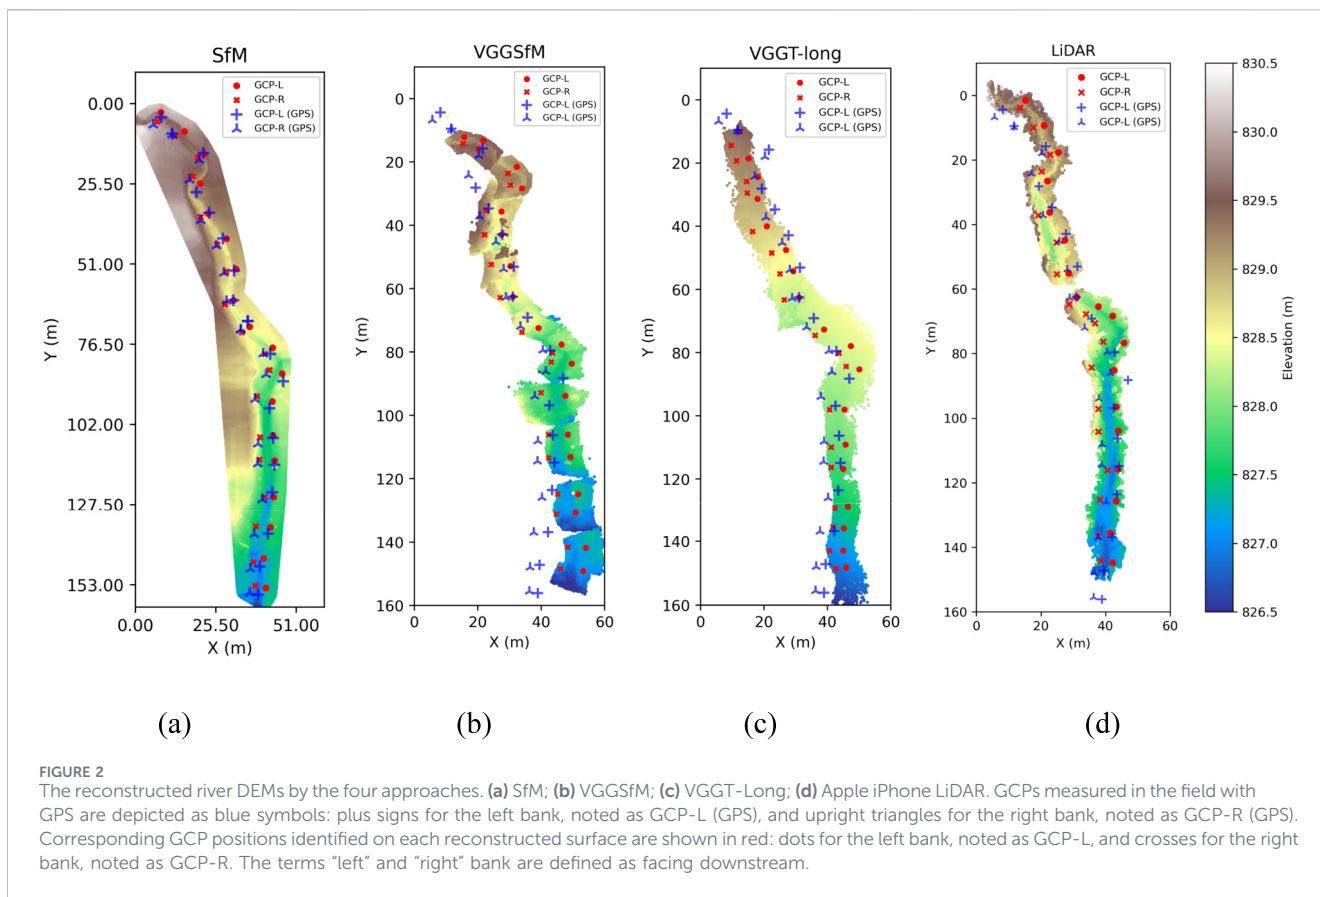 SfM
GCP-L
GCP-R
GCP-L (GPS)
GCP-R (GPS)
0.00
25.50
51.00
76.50
102.00
127.50
153.00
Y (m)
0.00 25.50 51.00
X (m)
(a)
VGGSfM
GCP-L
GCP-R
GCP-L (GPS)
GCP-L (GPS)
0
20
40
60
80
100
120
140
160
Y (m)
0 20 40 60
X (m)
(b)
VGGT-long
GCP-L
GCP-R
GCP-L (GPS)
GCP-L (GPS)
0
20
40
60
80
100
120
140
160
Y (m)
0 20 40 60
X (m)
(c)
LiDAR
GCP-L
GCP-R
GCP-L (GPS)
GCP-L (GPS)
0
20
40
60
80
100
120
140
160
Y (m)
0 20 40 60
X (m)
(d)
830.5
830.0
829.5
829.0
828.5
828.0
827.5
827.0
826.5
Elevation (m)
FIGURE 2
The reconstructed river DEMs by the four approaches. (a) SfM; (b) VGGSfM; (c) VGGT-Long; (d) Apple iPhone LiDAR. GCPs measured in the field with
GPS are depicted as blue symbols: plus signs for the left bank, noted as GCP-L (GPS), and upright triangles for the right bank, noted as GCP-R (GPS).
Corresponding GCP positions identified on each reconstructed surface are shown in red: dots for the left bank, noted as GCP-L, and crosses for the right
bank, noted as GCP-R. The terms “left” and “right” bank are defined as facing downstream.